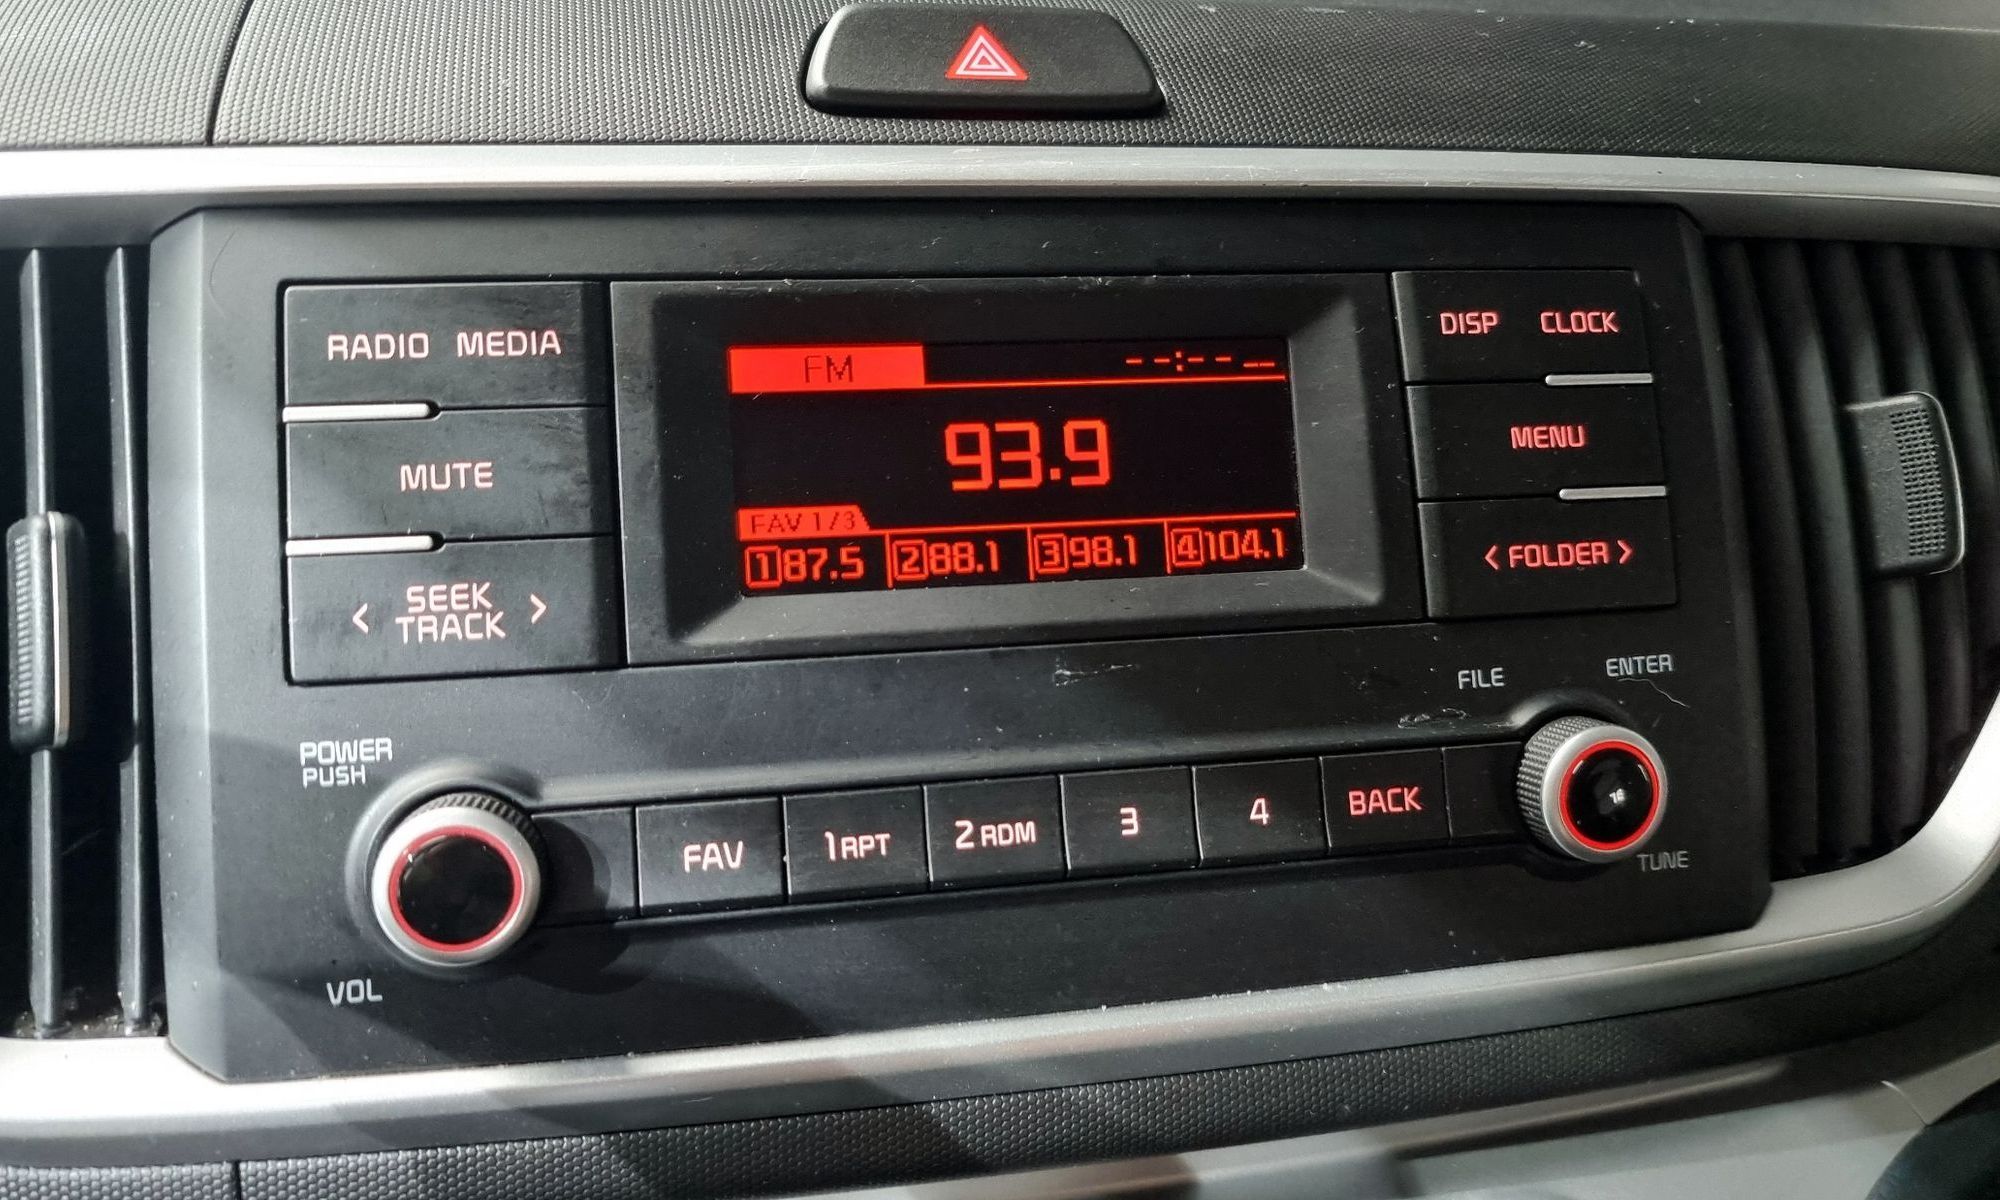 RADIO MEDIA
MUTE
< SEEK TRACK >
FM --:-- __
93.9
FAV 1/3
1 87.5 2 88.1 3 98.1 4 104.1
DISP CLOCK
MENU
< FOLDER >
POWER
PUSH
VOL
FAV
1 RPT
2 RDM
3
4
BACK
FILE
ENTER
TUNE